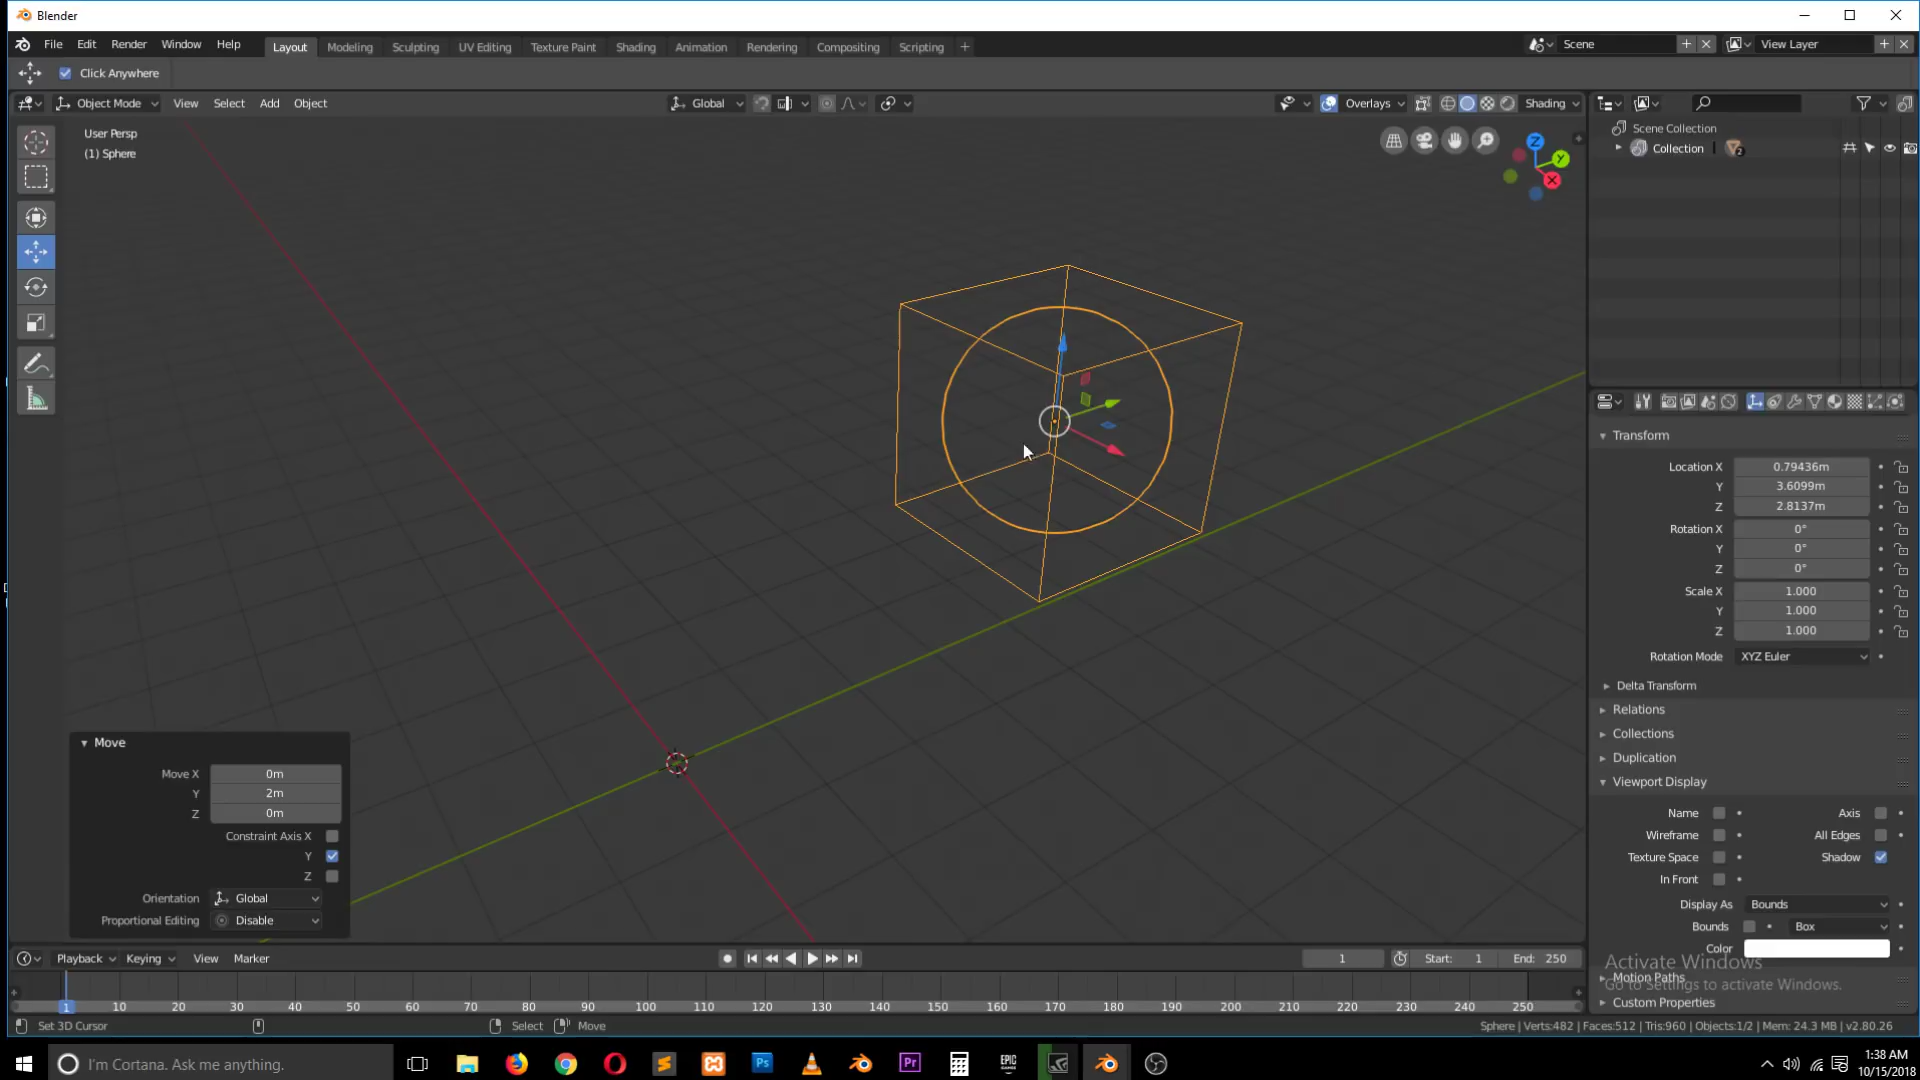 Blender
File Edit Render Window Help Layout Modeling Sculpting UV Editing Texture Paint Shading Animation Rendering Compositing Scripting + Scene View Layer
Click Anywhere
Object Mode View Select Add Object Global Overlays Shading
User Persp
(1) Sphere
Z
Y
X
Scene Collection
Collection 2
Transform
Location X 0.79436m
Y 3.6099m
Z 2.8137m
Rotation X 0°
Y 0°
Z 0°
Scale X 1.000
Y 1.000
Z 1.000
Rotation Mode XYZ Euler
Delta Transform
Relations
Collections
Duplication
Viewport Display
Name Axis
Wireframe All Edges
Texture Space Shadow
In Front
Display As Bounds
Bounds Box
Color
Motion Paths
Custom Properties
Activate Windows
Go to Settings to activate Windows.
Move
Move X 0m
Y 2m
Z 0m
Constraint Axis X
Y
Z
Orientation Global
Proportional Editing Disable
Playback Keying View Marker 1 Start: 1 End: 250
1 10 20 30 40 50 60 70 80 90 100 105 110 120 130 140 150 160 170 180 190 200 210 220 230 240 250
Set 3D Cursor Select Move Sphere | Verts:482 | Faces:512 | Tris:960 | Objects:1/2 | Mem: 24.3 MB | v2.80.26
I'm Cortana. Ask me anything. Ps Pr EPIC GAMES 1:38 AM
10/15/2018